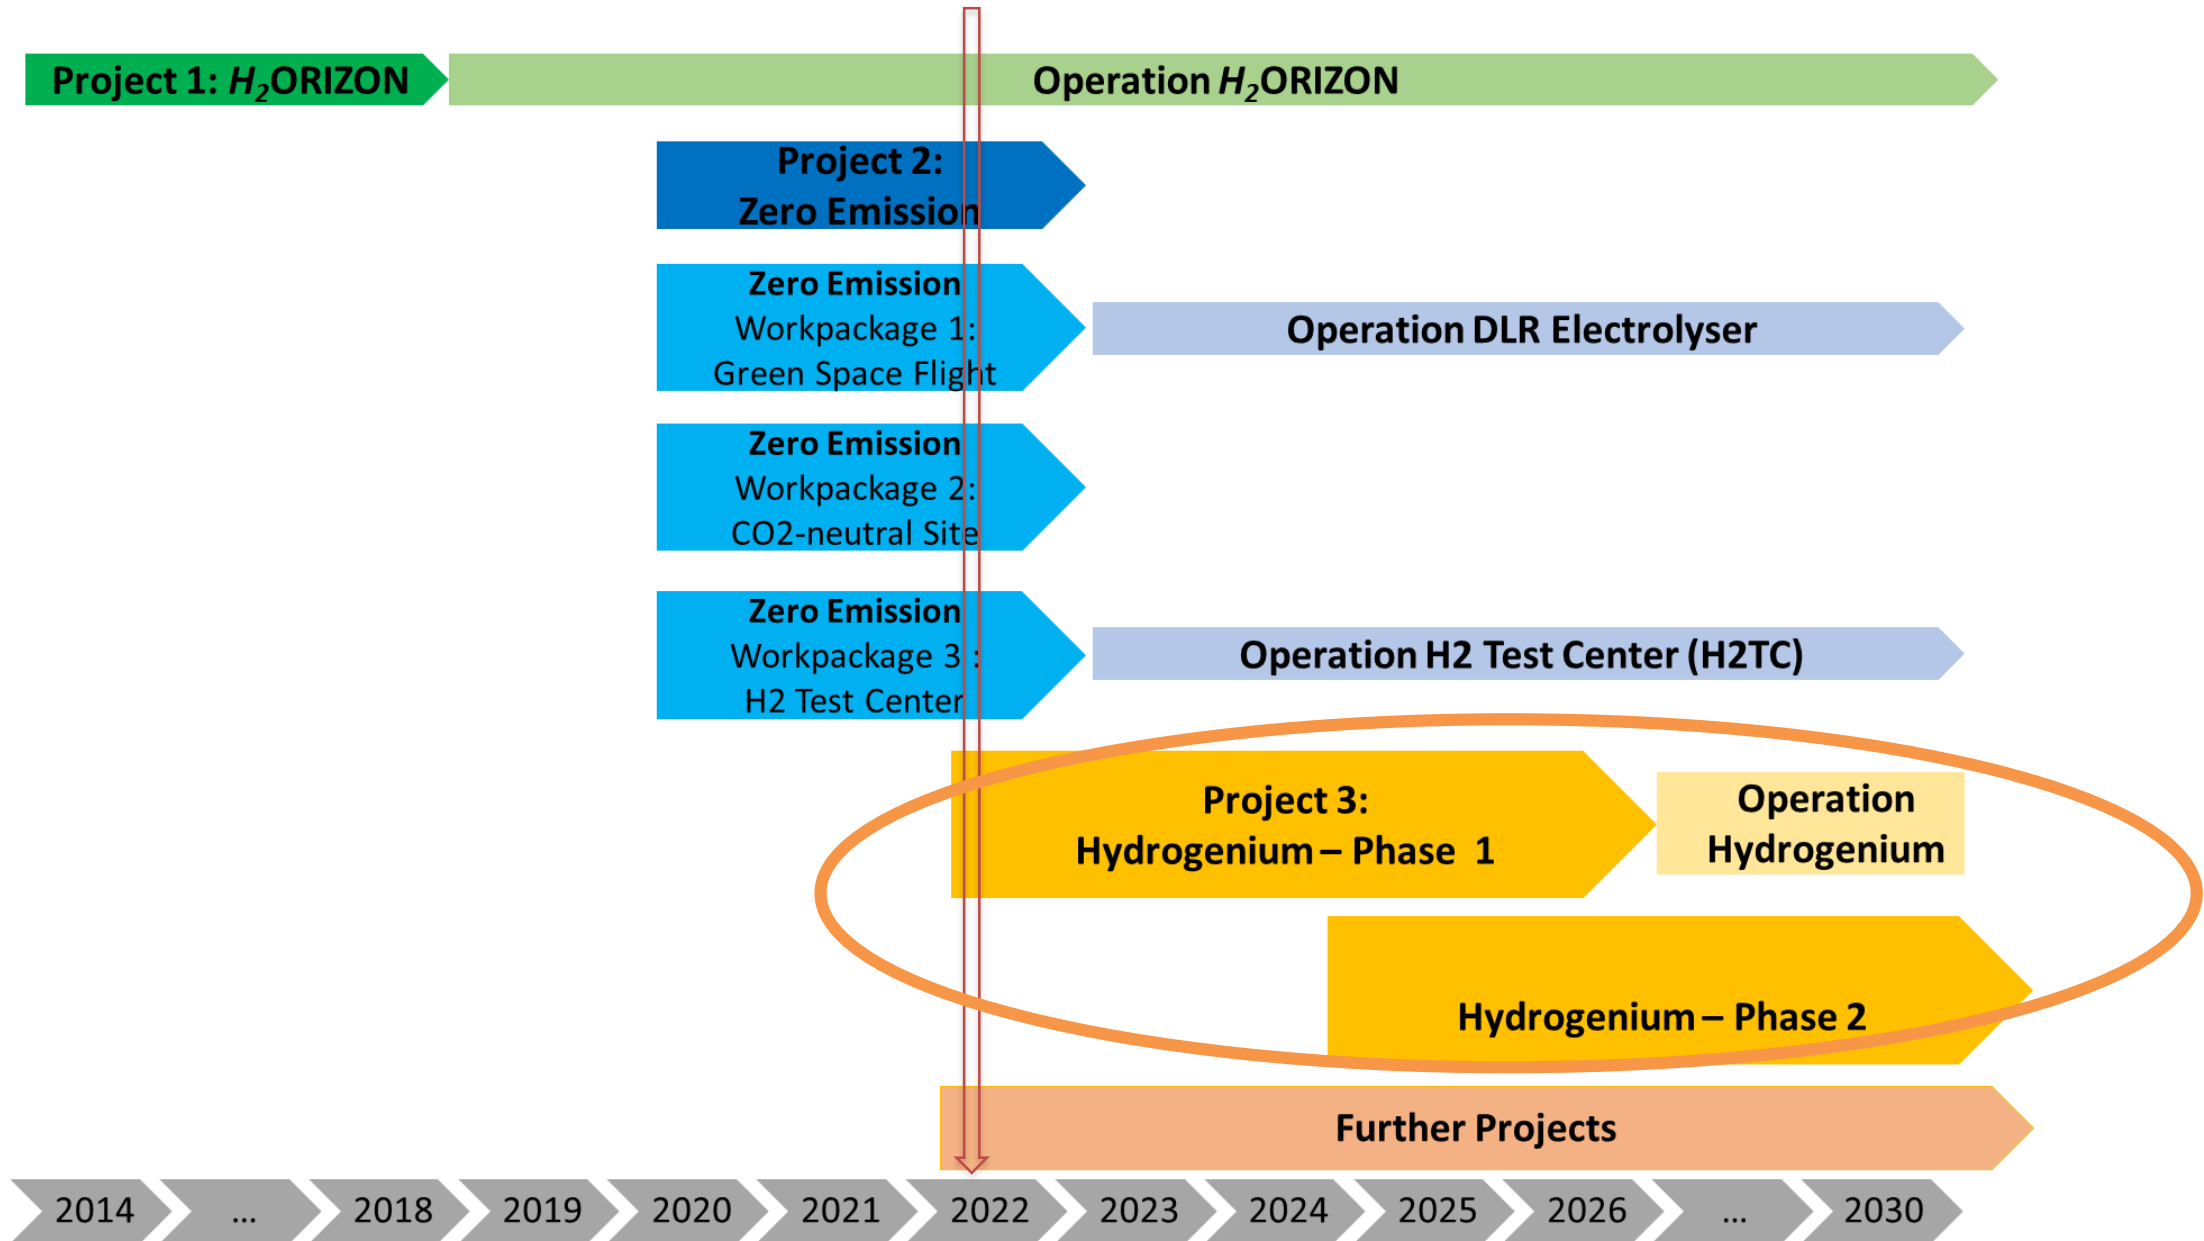 Project 1: H₂ORIZON
Operation H₂ORIZON
Project 2:
Zero Emission
Zero Emission
Workpackage 1:
Green Space Flight
Operation DLR Electrolyser
Zero Emission
Workpackage 2:
CO2-neutral Site
Zero Emission
Workpackage 3 :
H2 Test Center
Operation H2 Test Center (H2TC)
Project 3:
Hydrogenium – Phase 1
Operation
Hydrogenium
Hydrogenium – Phase 2
Further Projects
2014 ... 2018 2019 2020 2021 2022 2023 2024 2025 2026 ... 2030